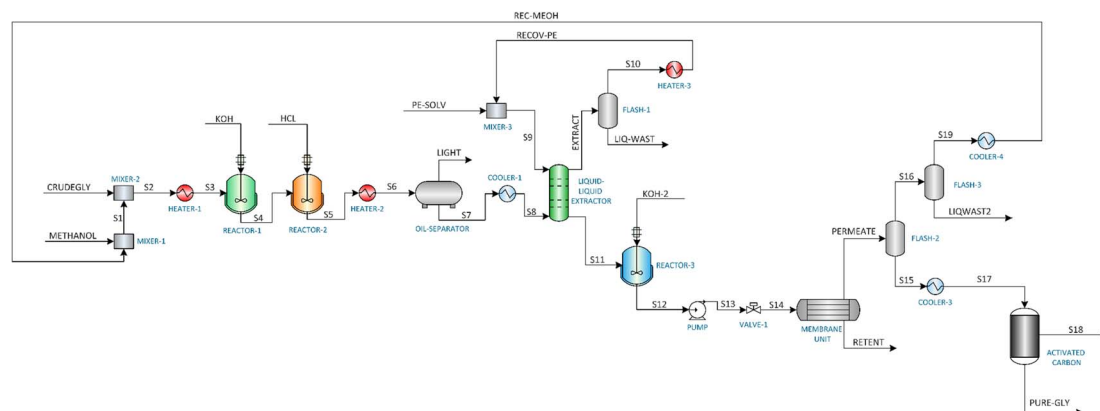 REC-MEOH
RECOV-PE
S10
HEATER-3
PE-SOLV
MIXER-3
S9
EXTRACT
FLASH-1
LIQ-WAST
KOH
HCL
LIGHT
S19
COOLER-4
CRUDEGLY
MIXER-2
S2
HEATER-1
S3
REACTOR-1
S4
REACTOR-2
S5
HEATER-2
S6
OIL-SEPARATOR
S7
COOLER-1
S8
LIQUID-
LIQUID
EXTRACTOR
S1
METHANOL
MIXER-1
KOH-2
S11
REACTOR-3
S12
PUMP
S13
VALVE-1
S14
MEMBRANE
UNIT
RETENT
PERMEATE
S16
FLASH-3
LIQWAST2
FLASH-2
S15
COOLER-3
S17
S18
ACTIVATED
CARBON
PURE-GLY